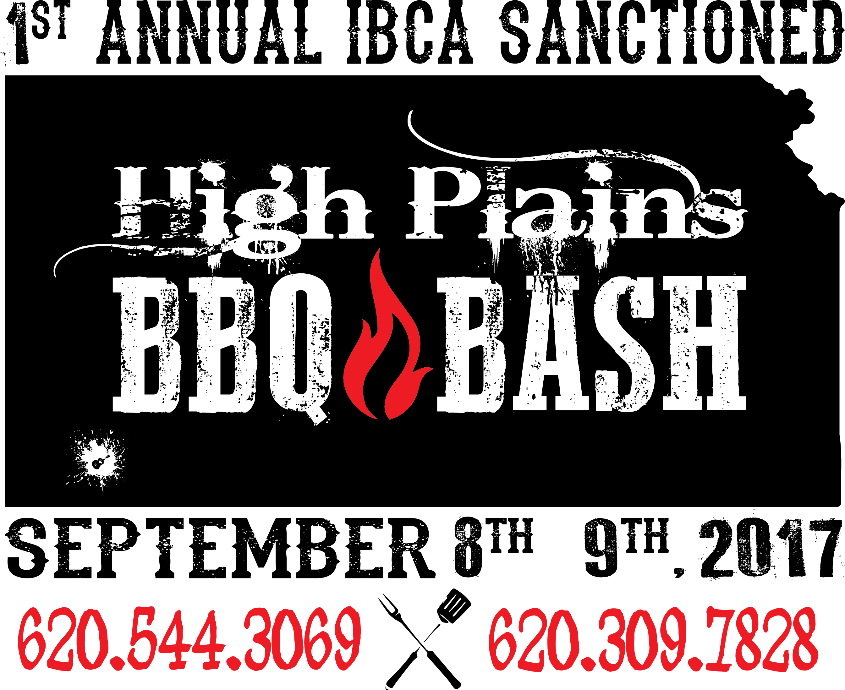 1ST ANNUAL IBCA SANCTIONED
High Plains
BBQ BASH
SEPTEMBER 8TH 9TH, 2017
620.544.3069 620.309.7828